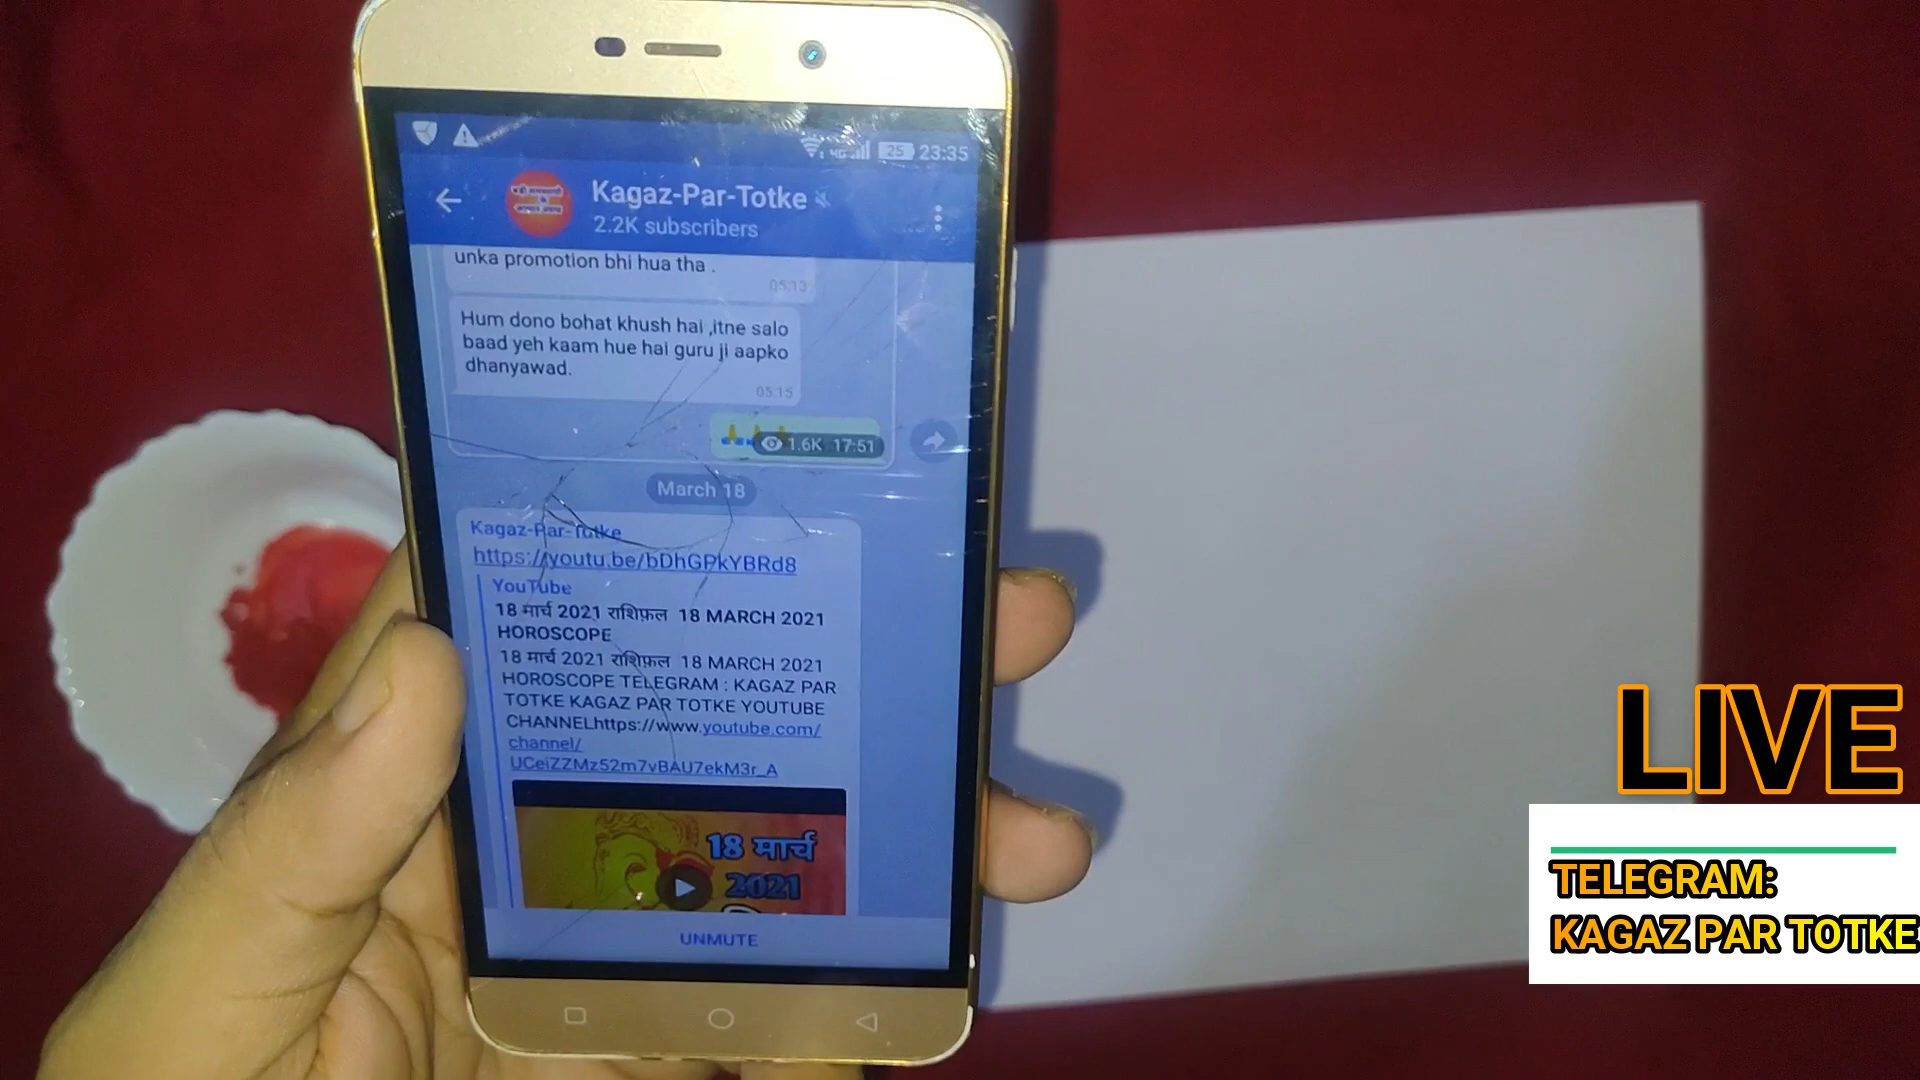 25 23:35
Kagaz-Par-Totke
2.2K subscribers
unka promotion bhi hua tha .
05:13
Hum dono bohat khush hai ,itne salo
baad yeh kaam hue hai guru ji aapko
dhanyawad.
05:15
1.6K 17:51
March 18
Kagaz-Par-Totke
https://youtu.be/bDhGPkYBRd8
YouTube
18 मार्च 2021 राशिफ़ल 18 MARCH 2021
HOROSCOPE
18 मार्च 2021 राशिफ़ल 18 MARCH 2021
HOROSCOPE TELEGRAM : KAGAZ PAR
TOTKE KAGAZ PAR TOTKE YOUTUBE
CHANNELhttps://www.youtube.com/
channel/
UCeiZZMz52m7vBAU7ekM3r_A
18 मार्च
2021
UNMUTE
LIVE
TELEGRAM:
KAGAZ PAR TOTKE